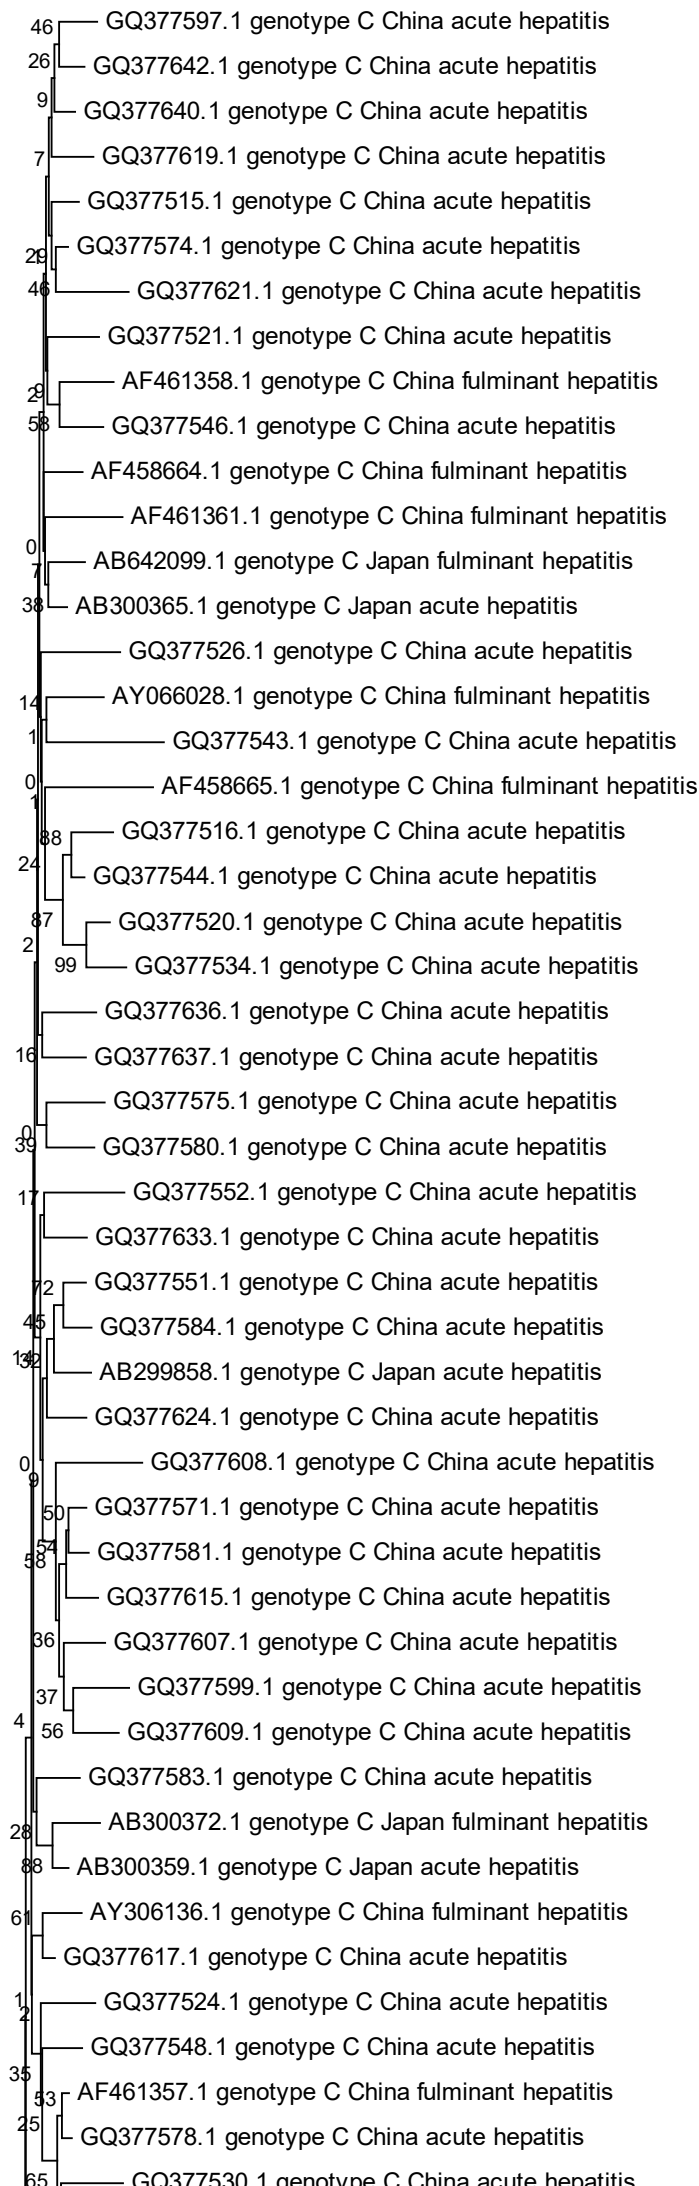 46
GQ377597.1 genotype C China acute hepatitis
26
GQ377642.1 genotype C China acute hepatitis
9
GQ377640.1 genotype C China acute hepatitis
7
GQ377619.1 genotype C China acute hepatitis
GQ377515.1 genotype C China acute hepatitis
29
GQ377574.1 genotype C China acute hepatitis
46
GQ377621.1 genotype C China acute hepatitis
GQ377521.1 genotype C China acute hepatitis
2
9
AF461358.1 genotype C China fulminant hepatitis
58
GQ377546.1 genotype C China acute hepatitis
AF458664.1 genotype C China fulminant hepatitis
AF461361.1 genotype C China fulminant hepatitis
0
7
AB642099.1 genotype C Japan fulminant hepatitis
38
AB300365.1 genotype C Japan acute hepatitis
GQ377526.1 genotype C China acute hepatitis
14
AY066028.1 genotype C China fulminant hepatitis
1
GQ377543.1 genotype C China acute hepatitis
0
1
AF458665.1 genotype C China fulminant hepatitis
88
GQ377516.1 genotype C China acute hepatitis
24
GQ377544.1 genotype C China acute hepatitis
87
GQ377520.1 genotype C China acute hepatitis
2
99
GQ377534.1 genotype C China acute hepatitis
GQ377636.1 genotype C China acute hepatitis
16
GQ377637.1 genotype C China acute hepatitis
GQ377575.1 genotype C China acute hepatitis
0
39
GQ377580.1 genotype C China acute hepatitis
17
GQ377552.1 genotype C China acute hepatitis
GQ377633.1 genotype C China acute hepatitis
72
GQ377551.1 genotype C China acute hepatitis
45
GQ377584.1 genotype C China acute hepatitis
14
32
AB299858.1 genotype C Japan acute hepatitis
GQ377624.1 genotype C China acute hepatitis
0
9
GQ377608.1 genotype C China acute hepatitis
50
GQ377571.1 genotype C China acute hepatitis
54
58
GQ377581.1 genotype C China acute hepatitis
GQ377615.1 genotype C China acute hepatitis
36
GQ377607.1 genotype C China acute hepatitis
37
GQ377599.1 genotype C China acute hepatitis
4
56
GQ377609.1 genotype C China acute hepatitis
GQ377583.1 genotype C China acute hepatitis
28
AB300372.1 genotype C Japan fulminant hepatitis
88
AB300359.1 genotype C Japan acute hepatitis
61
AY306136.1 genotype C China fulminant hepatitis
GQ377617.1 genotype C China acute hepatitis
1
2
GQ377524.1 genotype C China acute hepatitis
35
GQ377548.1 genotype C China acute hepatitis
53
AF461357.1 genotype C China fulminant hepatitis
25
GQ377578.1 genotype C China acute hepatitis
65
GQ377530.1 genotype C China acute hepatitis